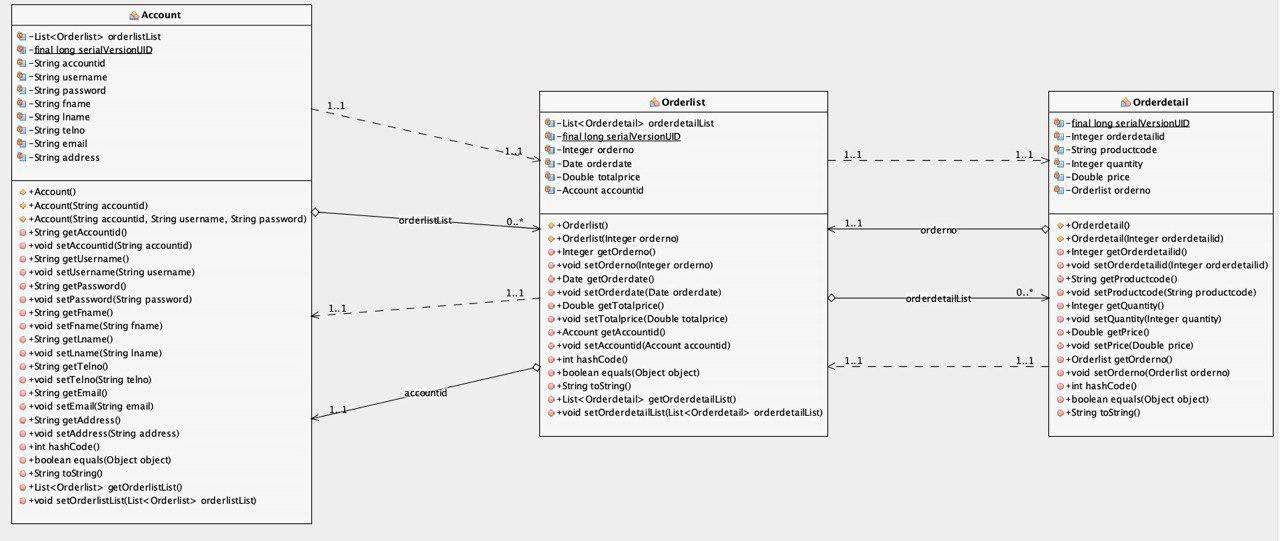 Account
-List<Orderlist> orderlistList
-final long serialVersionUID
-String accountid
-String username
-String password
-String fname
-String lname
-String telno
-String email
-String address
+Account()
+Account(String accountid)
+Account(String accountid, String username, String password)
+String getAccountid()
+void setAccountid(String accountid)
+String getUsername()
+void setUsername(String username)
+String getPassword()
+void setPassword(String password)
+String getFname()
+void setFname(String fname)
+String getLname()
+void setLname(String lname)
+String getTelno()
+void setTelno(String telno)
+String getEmail()
+void setEmail(String email)
+String getAddress()
+void setAddress(String address)
+int hashCode()
+boolean equals(Object object)
+String toString()
+List<Orderlist> getOrderlistList()
+void setOrderlistList(List<Orderlist> orderlistList)
1..1
1..1
orderlistList
0..*
1..1
1..1
accountid
1..1
Orderlist
-List<Orderdetail> orderdetailList
-final long serialVersionUID
-Integer orderno
-Date orderdate
-Double totalprice
-Account accountid
+Orderlist()
+Orderlist(Integer orderno)
+Integer getOrderno()
+void setOrderno(Integer orderno)
+Date getOrderdate()
+void setOrderdate(Date orderdate)
+Double getTotalprice()
+void setTotalprice(Double totalprice)
+Account getAccountid()
+void setAccountid(Account accountid)
+int hashCode()
+boolean equals(Object object)
+String toString()
+List<Orderdetail> getOrderdetailList()
+void setOrderdetailList(List<Orderdetail> orderdetailList)
1..1
1..1
1..1
orderno
orderdetailList
0..*
1..1
1..1
Orderdetail
-final long serialVersionUID
-Integer orderdetailid
-String productcode
-Integer quantity
-Double price
-Orderlist orderno
+Orderdetail()
+Orderdetail(Integer orderdetailid)
+Integer getOrderdetailid()
+void setOrderdetailid(Integer orderdetailid)
+String getProductcode()
+void setProductcode(String productcode)
+Integer getQuantity()
+void setQuantity(Integer quantity)
+Double getPrice()
+void setPrice(Double price)
+Orderlist getOrderno()
+void setOrderno(Orderlist orderno)
+int hashCode()
+boolean equals(Object object)
+String toString()